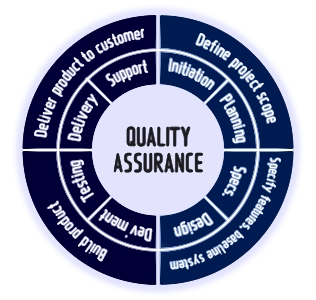 QUALITY
ASSURANCE
Define project scope
Initiation
Planning
Specify features, baseline system
Specs.
Design
Build product
Dev'ment
Testing
Deliver product to customer
Delivery
Support